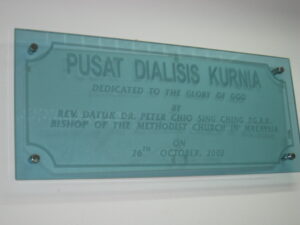 PUSAT DIALISIS KURNIA
DEDICATED TO THE GLORY OF GOD
BY
REV. DATUK DR. PETER CHIO SING CHING
BISHOP OF THE METHODIST CHURCH IN MALAYSIA
ON
26TH OCTOBER, 2002